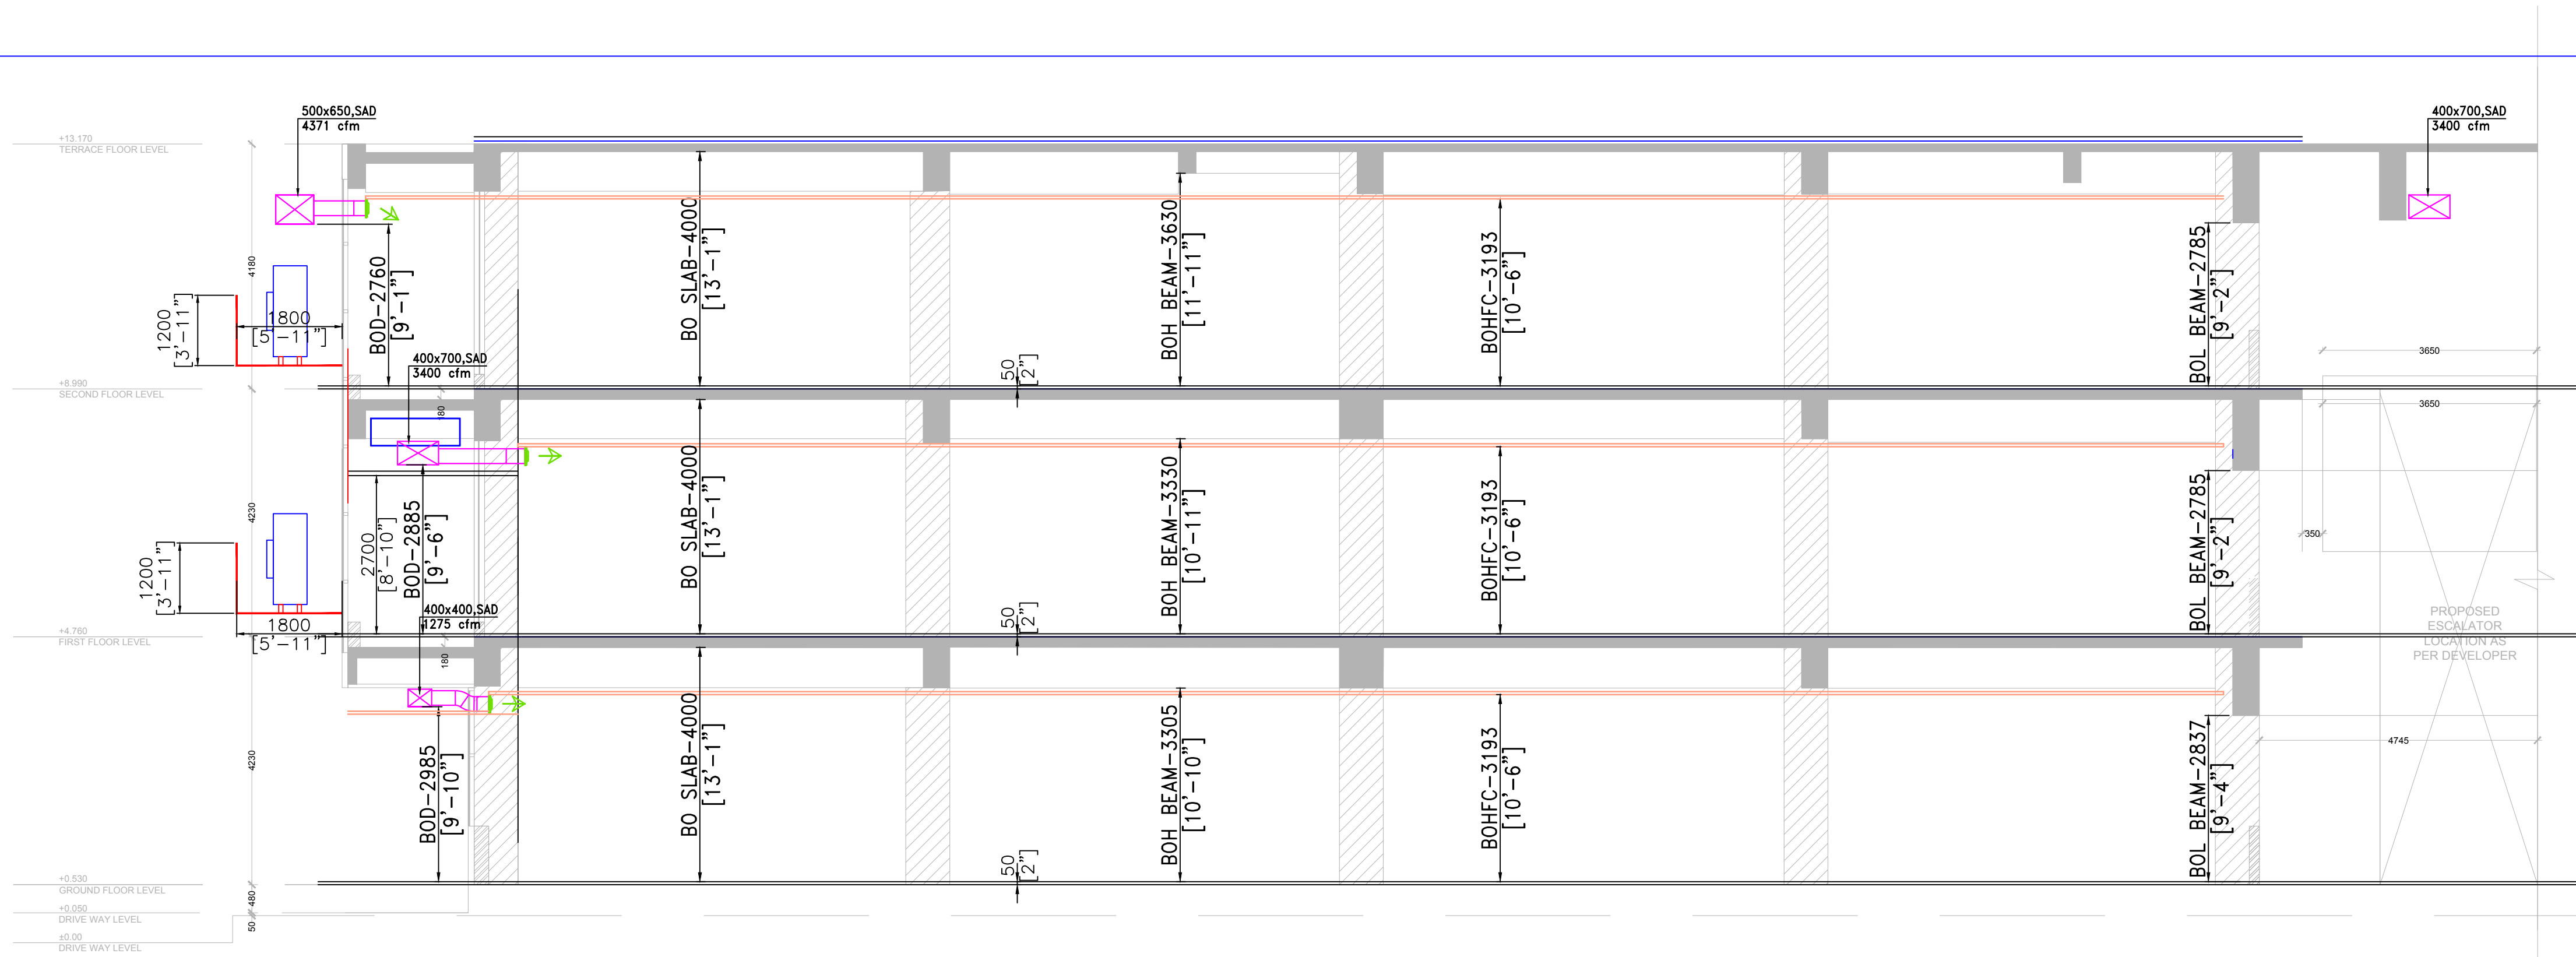 500x650,SAD
4371 cfm
400x700,SAD
3400 cfm
+13.170
TERRACE FLOOR LEVEL
4180
BOD-2760
[9'-1"]
BO SLAB-4000
[13'-1"]
BOH BEAM-3630
[11'-11"]
BOHFC-3193
[10'-6"]
BOL BEAM-2785
[9'-2"]
1200
[3'-11"]
1800
[5'-11"]
400x700,SAD
3400 cfm
50
[2"]
3650
+8.990
SECOND FLOOR LEVEL
180
3650
4230
2700
[8'-10"]
BOD-2885
[9'-6"]
BO SLAB-4000
[13'-1"]
BOH BEAM-3330
[10'-11"]
BOHFC-3193
[10'-6"]
BOL BEAM-2785
[9'-2"]
350
1200
[3'-11"]
1800
[5'-11"]
400x400,SAD
1275 cfm
50
[2"]
PROPOSED
ESCALATOR
LOCATION AS
PER DEVELOPER
+4.760
FIRST FLOOR LEVEL
180
4230
BOD-2985
[9'-10"]
BO SLAB-4000
[13'-1"]
BOH BEAM-3305
[10'-10"]
BOHFC-3193
[10'-6"]
BOL BEAM-2837
[9'-4"]
4745
50
[2"]
+0.530
GROUND FLOOR LEVEL
480
+0.050
DRIVE WAY LEVEL
50
±0.00
DRIVE WAY LEVEL